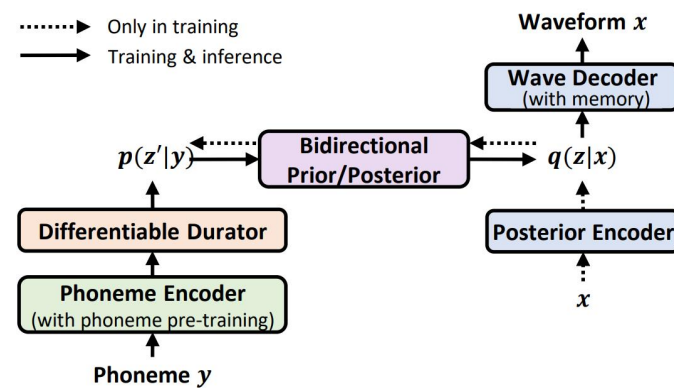 Only in training
Training & inference
Waveform x
Wave Decoder
(with memory)
p(z'|y)
Bidirectional
Prior/Posterior
q(z|x)
Differentiable Durator
Posterior Encoder
Phoneme Encoder
(with phoneme pre-training)
x
Phoneme y